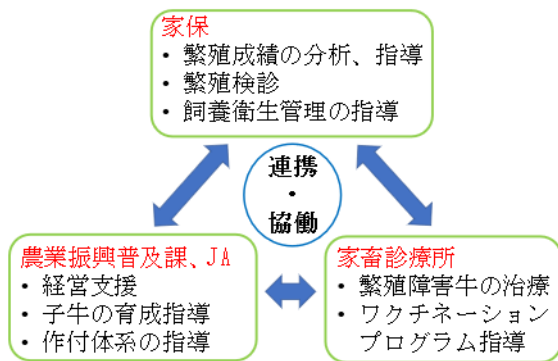 家保
・ 繁殖成績の分析、指導
・ 繁殖検診
・ 飼養衛生管理の指導
連携
・
協働
農業振興普及課、JA
・ 経営支援
・ 子牛の育成指導
・ 作付体系の指導
家畜診療所
・ 繁殖障害牛の治療
・ ワクチネーション
プログラム指導